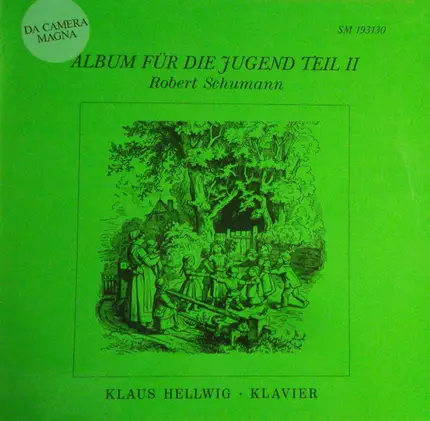 DA CAMERA
MAGNA
SM 193130
ALBUM FÜR DIE JUGEND TEIL II
Robert Schumann
KLAUS HELLWIG · KLAVIER